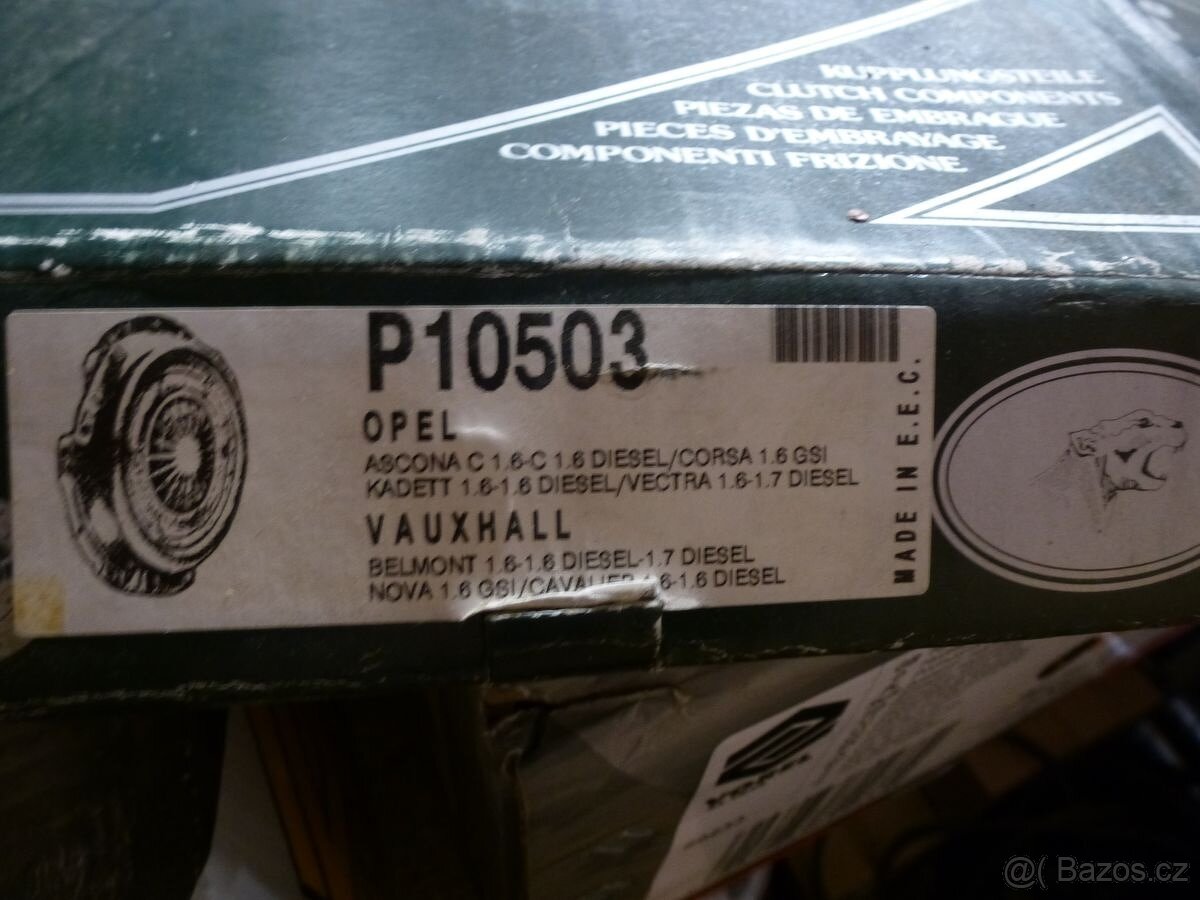 KUPPLUNGSTEILE
CLUTCH COMPONENTS
PIEZAS DE EMBRAGUE
PIECES D'EMBRAYAGE
COMPONENTI FRIZIONE
P10503
OPEL
ASCONA C 1.6-C 1.6 DIESEL/CORSA 1.6 GSI
KADETT 1.6-1.6 DIESEL/VECTRA 1.6-1.7 DIESEL
VAUXHALL
BELMONT 1.6-1.6 DIESEL-1.7 DIESEL
NOVA 1.6 GSI/CAVALIER 1.6-1.6 DIESEL
MADE IN E.E.C.
@( Bazos.cz